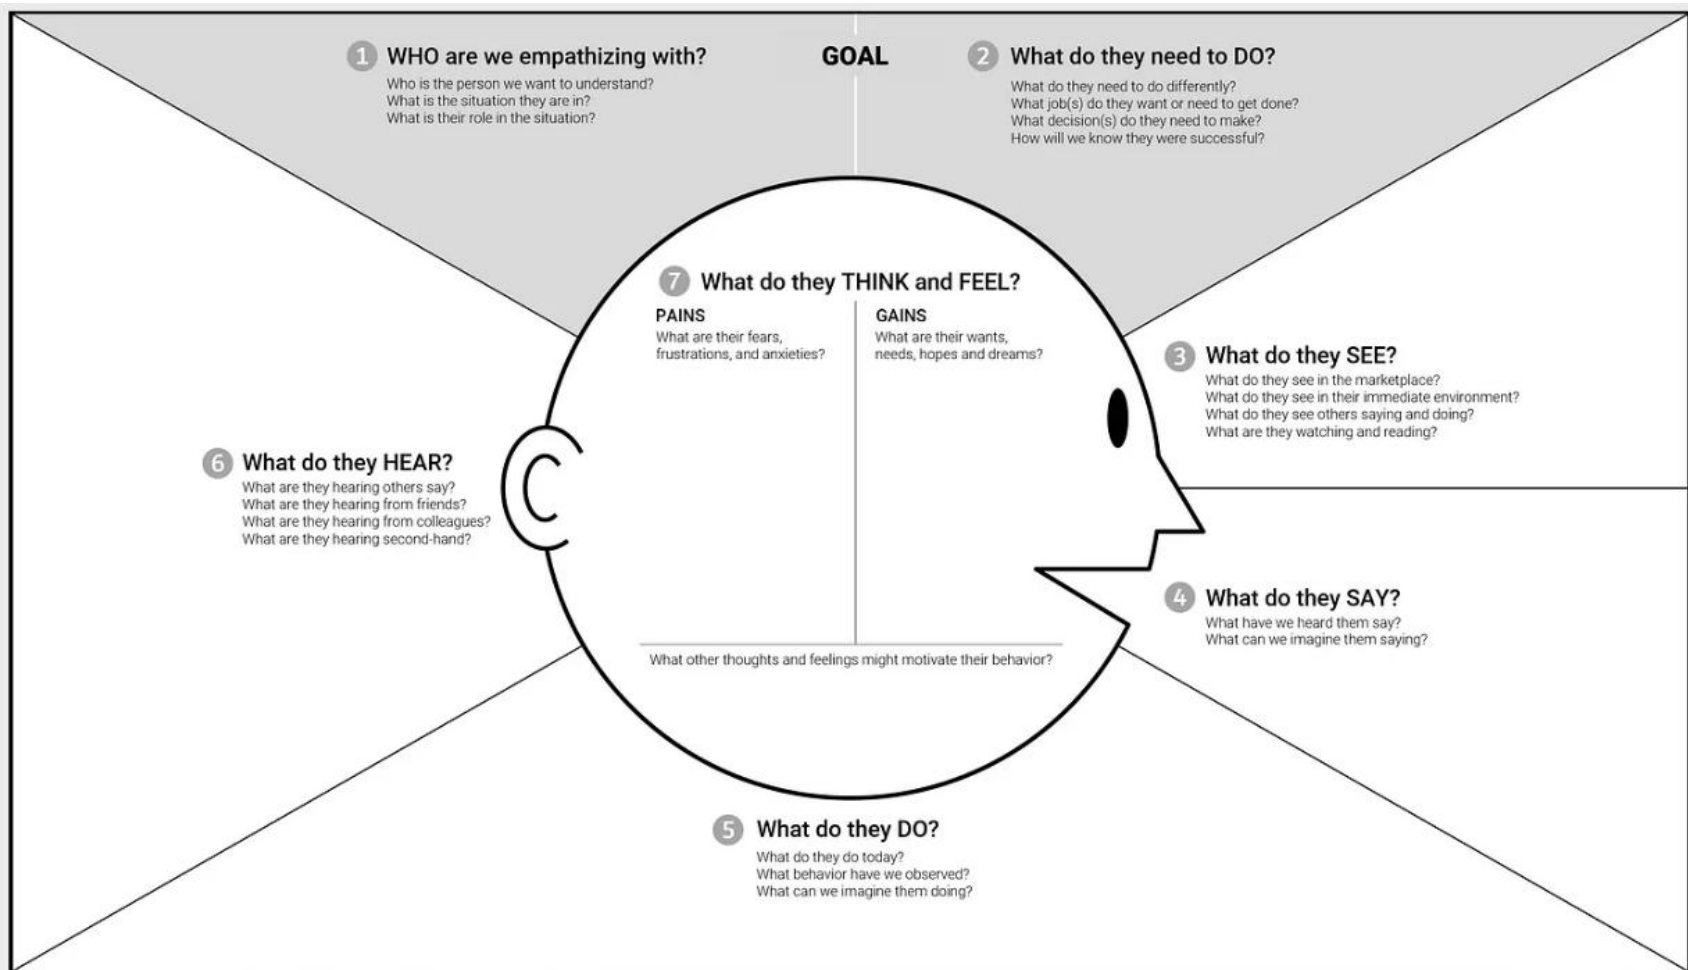 GOAL
1 WHO are we empathizing with?
Who is the person we want to understand?
What is the situation they are in?
What is their role in the situation?
2 What do they need to DO?
What do they need to do differently?
What job(s) do they want or need to get done?
What decision(s) do they need to make?
How will we know they were successful?
3 What do they SEE?
What do they see in the marketplace?
What do they see in their immediate environment?
What do they see others saying and doing?
What are they watching and reading?
4 What do they SAY?
What have we heard them say?
What can we imagine them saying?
5 What do they DO?
What do they do today?
What behavior have we observed?
What can we imagine them doing?
6 What do they HEAR?
What are they hearing others say?
What are they hearing from friends?
What are they hearing from colleagues?
What are they hearing second-hand?
7 What do they THINK and FEEL?
PAINS
What are their fears,
frustrations, and anxieties?
GAINS
What are their wants,
needs, hopes and dreams?
What other thoughts and feelings might motivate their behavior?